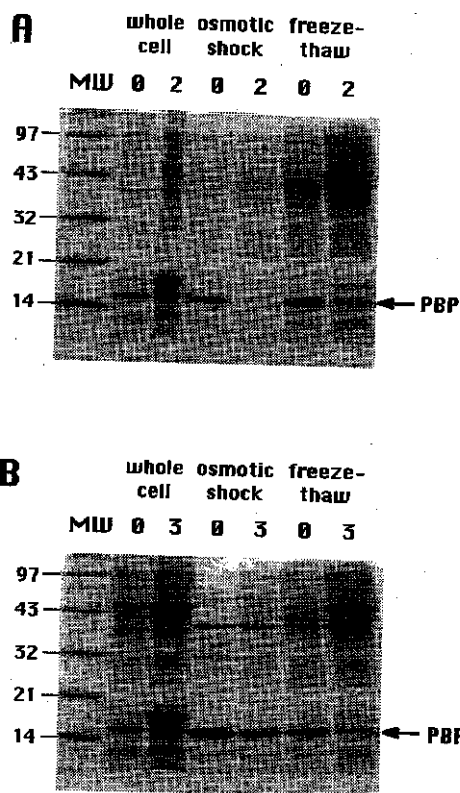 A
whole osmotic freeze-
cell shock thaw
MW 0 2 0 2 0 2
97
43
32
21
14
PBP
B
whole osmotic freeze-
cell shock thaw
MW 0 3 0 3 0 3
97
43
32
21
14
PBP